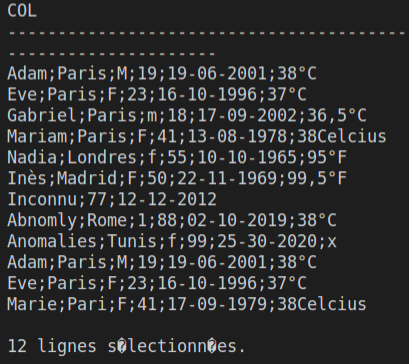 COL
----------------------------------------
---------------------
Adam;Paris;M;19;19-06-2001;38°C
Eve;Paris;F;23;16-10-1996;37°C
Gabriel;Paris;m;18;17-09-2002;36,5°C
Mariam;Paris;F;41;13-08-1978;38Celcius
Nadia;Londres;f;55;10-10-1965;95°F
Inès;Madrid;F;50;22-11-1969;99,5°F
Inconnu;77;12-12-2012
Abnomly;Rome;1;88;02-10-2019;38°C
Anomalies;Tunis;f;99;25-30-2020;x
Adam;Paris;M;19;19-06-2001;38°C
Eve;Paris;F;23;16-10-1996;37°C
Marie;Pari;F;41;17-09-1979;38Celcius
12 lignes s�lectionn�es.